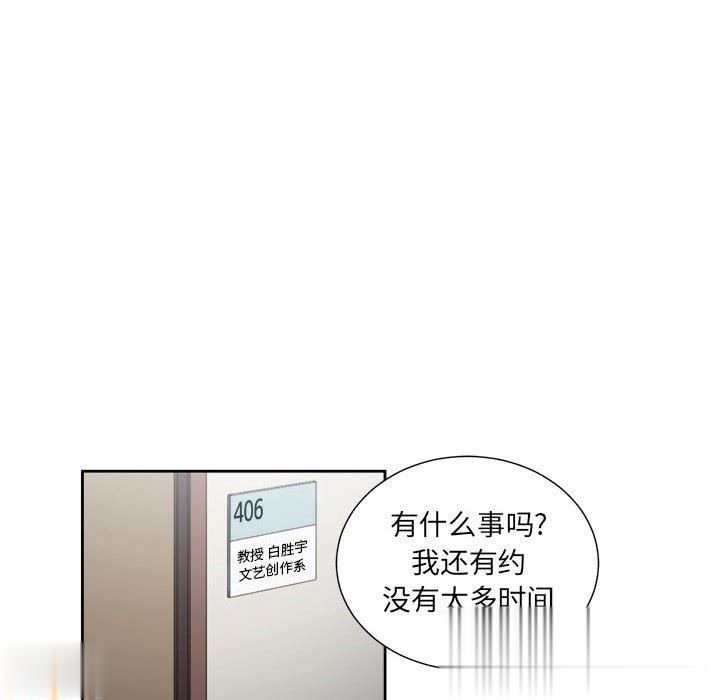 406
教授 白胜宇
文艺创作系
有什么事吗?
我还有约
没有太多时间